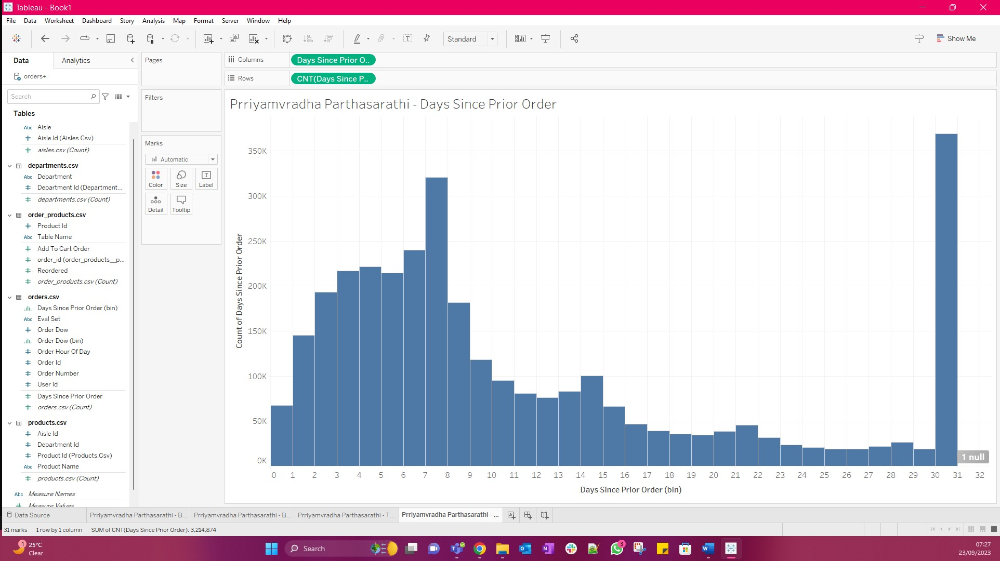 Tableau - Book1
File Data Worksheet Dashboard Story Analysis Map Format Server Window Help
Standard
Show Me
Data Analytics
orders+
Search
Tables
Abc Aisle
# Aisle Id (Aisles.Csv)
# aisles.csv (Count)
departments.csv
Abc Department
# Department Id (Department...
# departments.csv (Count)
order_products.csv
# Product Id
Abc Table Name
# Add To Cart Order
# order_id (order_products__p...
# Reordered
# order_products.csv (Count)
orders.csv
Days Since Prior Order (bin)
Abc Eval Set
# Order Dow
Order Dow (bin)
# Order Hour Of Day
# Order Id
# Order Number
# User Id
# Days Since Prior Order
# orders.csv (Count)
products.csv
# Aisle Id
# Department Id
# Product Id (Products.Csv)
Abc Product Name
# products.csv (Count)
Abc Measure Names
# Measure Values
Pages
Filters
Marks
Automatic
Color Size Label
Detail Tooltip
Columns Days Since Prior O..
Rows CNT(Days Since P..
Prriyamvradha Parthasarathi - Days Since Prior Order
Count of Days Since Prior Order
350K
300K
250K
200K
150K
100K
50K
0K
1 null
0 1 2 3 4 5 6 7 8 9 10 11 12 13 14 15 16 17 18 19 20 21 22 23 24 25 26 27 28 29 30 31 32
Days Since Prior Order (bin)
Data Source Prriyamvradha Parthasarathi - B... Prriyamvradha Parthasarathi - B... Prriyamvradha Parthasarathi - T... Prriyamvradha Parthasarathi - ...
31 marks 1 row by 1 column SUM of CNT(Days Since Prior Order): 3,214,874
1
25°C
Clear
Search
3
07:27
23/09/2023